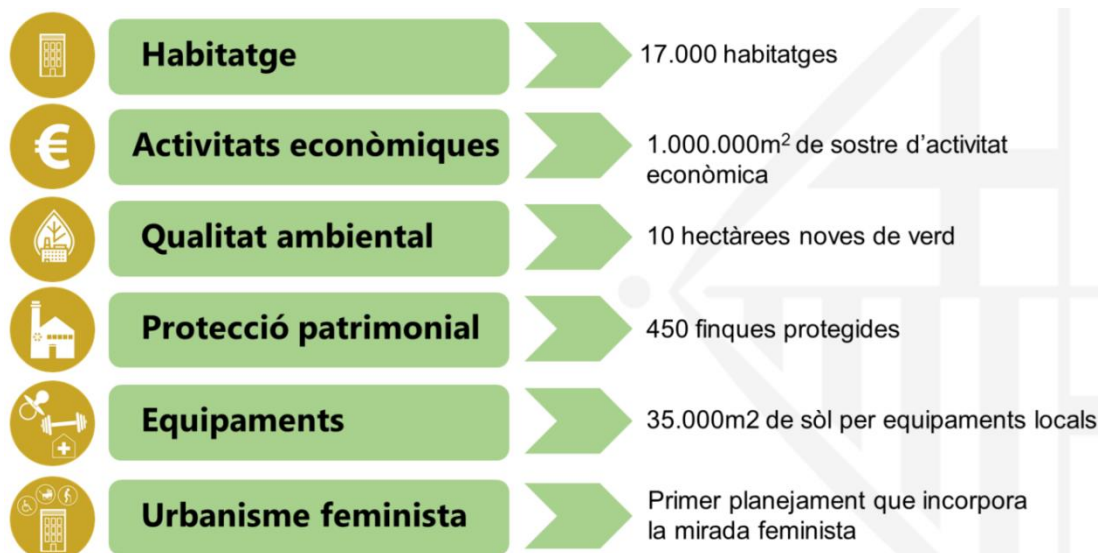 Habitatge
17.000 habitatges
€
Activitats econòmiques
1.000.000m² de sostre d’activitat
econòmica
Qualitat ambiental
10 hectàrees noves de verd
Protecció patrimonial
450 finques protegides
Equipaments
35.000m2 de sòl per equipaments locals
Urbanisme feminista
Primer planejament que incorpora
la mirada feminista